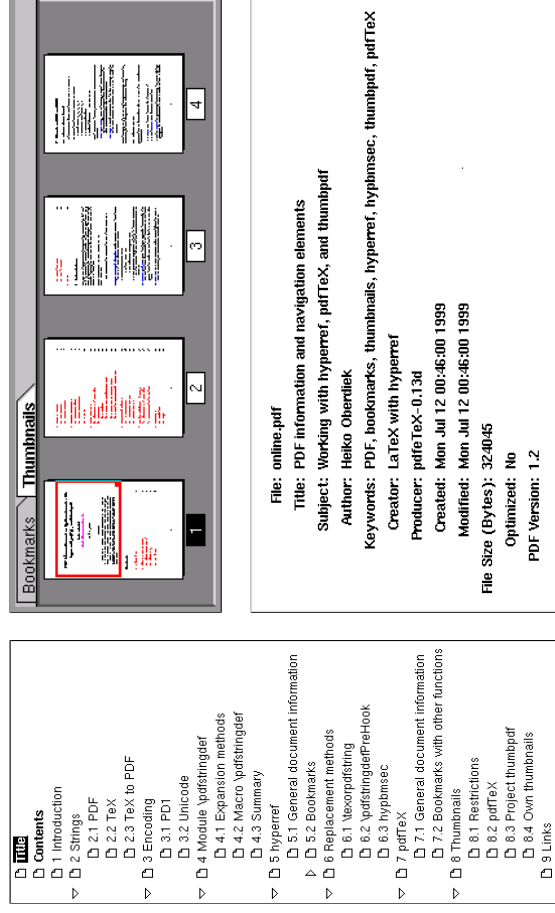 Title
Contents
1 Introduction
2 Strings
2.1 PDF
2.2 TeX
2.3 TeX to PDF
3 Encoding
3.1 PD1
3.2 Unicode
4 Module \pdfstringdef
4.1 Expansion methods
4.2 Macro \pdfstringdef
4.3 Summary
5 hyperref
5.1 General document information
5.2 Bookmarks
6 Replacement methods
6.1 \texorpdfstring
6.2 \pdfstringdefPreHook
6.3 hypbmsec
7 pdfTeX
7.1 General document information
7.2 Bookmarks with other functions
8 Thumbnails
8.1 Restrictions
8.2 pdfTeX
8.3 Project thumbpdf
8.4 Own thumbnails
9 Links
Bookmarks Thumbnails
1 2 3 4
File: online.pdf
Title: PDF information and navigation elements
Subject: Working with hyperref, pdfTeX, and thumbpdf
Author: Heiko Oberdiek
Keywords: PDF, bookmarks, thumbnails, hyperref, hypbmsec, thumbpdf, pdfTeX
Creator: LaTeX with hyperref
Producer: pdfeTeX-0.13d
Created: Mon Jul 12 00:46:00 1999
Modified: Mon Jul 12 00:46:00 1999
File Size (Bytes): 324045
Optimized: No
PDF Version: 1.2